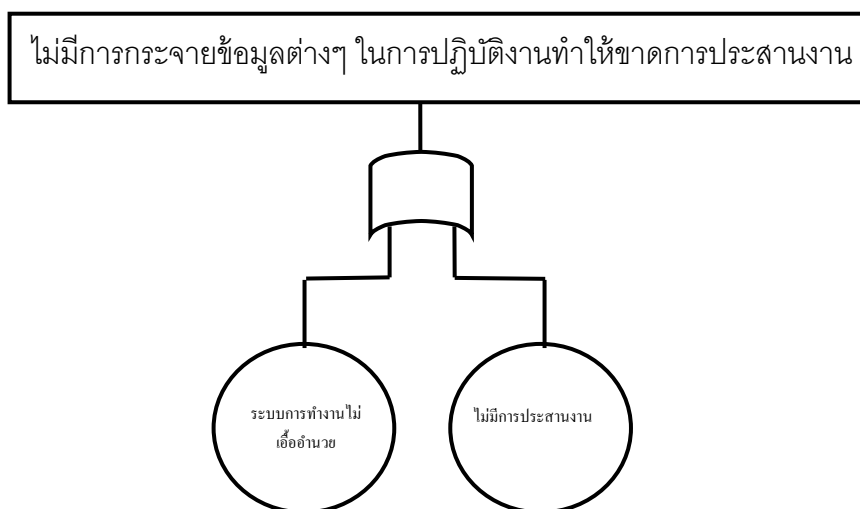 ไม่มีการกระจายข้อมูลต่างๆ ในการปฏิบัติงานทำให้ขาดการประสานงาน
ระบบการทำงานไม่
เอื้ออำนวย
ไม่มีการประสานงาน